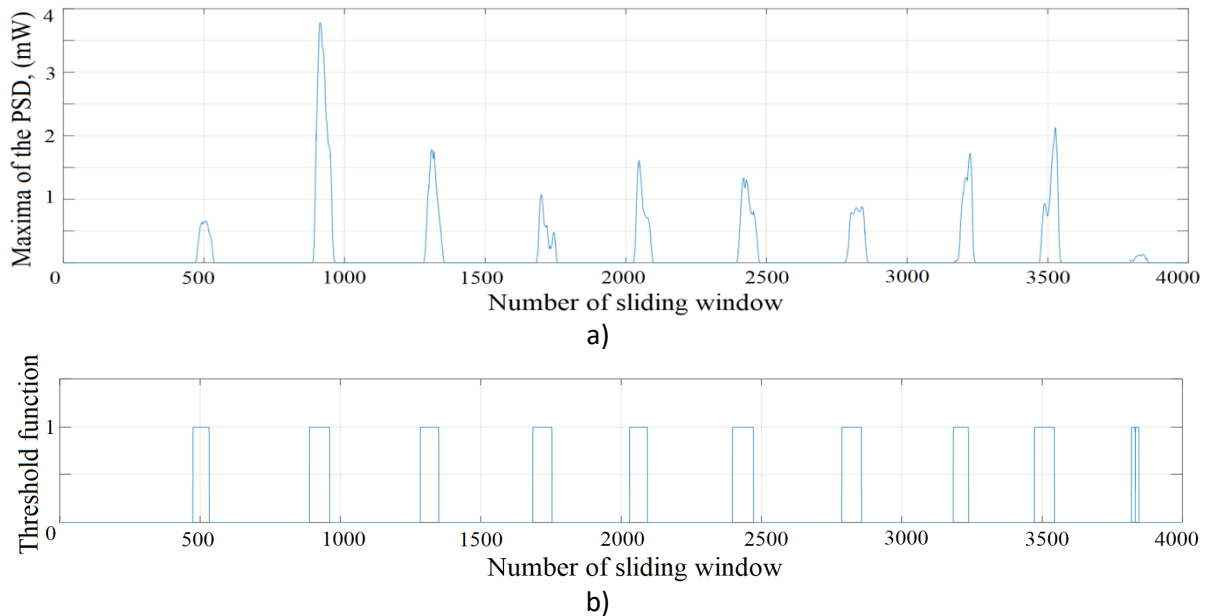 Maxima of the PSD, (mW)
4
3
2
1
0 500 1000 1500 2000 2500 3000 3500 4000
Number of sliding window
a)
Threshold function
1
0
500 1000 1500 2000 2500 3000 3500 4000
Number of sliding window
b)